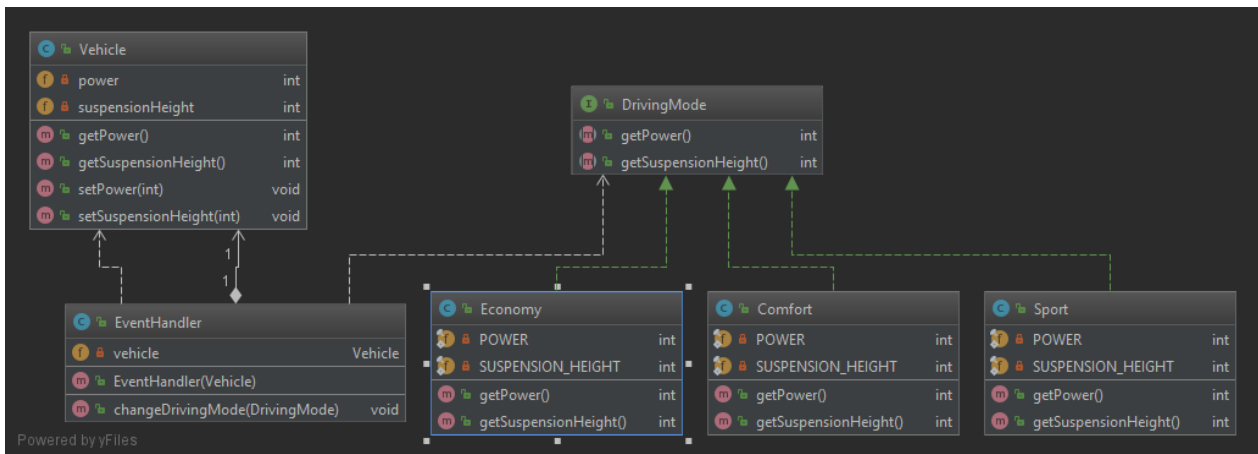 Vehicle
power int
suspensionHeight int
getPower() int
getSuspensionHeight() int
setPower(int) void
setSuspensionHeight(int) void
DrivingMode
getPower() int
getSuspensionHeight() int
1
1
EventHandler
vehicle Vehicle
EventHandler(Vehicle)
changeDrivingMode(DrivingMode) void
Economy
POWER int
SUSPENSION_HEIGHT int
getPower() int
getSuspensionHeight() int
Comfort
POWER int
SUSPENSION_HEIGHT int
getPower() int
getSuspensionHeight() int
Sport
POWER int
SUSPENSION_HEIGHT int
getPower() int
getSuspensionHeight() int
Powered by yFiles